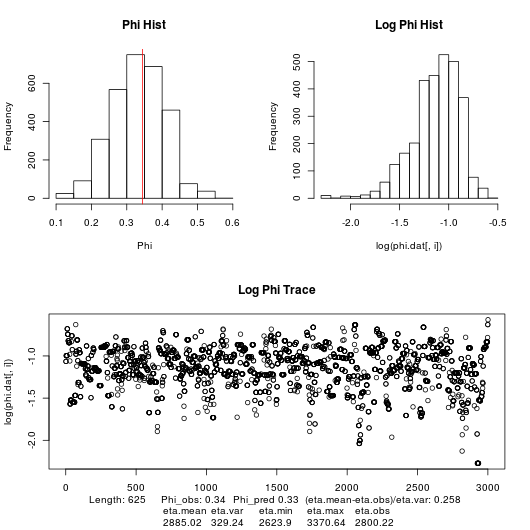 Phi Hist
Log Phi Hist
Frequency
0
200
400
600
0.1 0.2 0.3 0.4 0.5 0.6
Phi
Frequency
0
100
200
300
400
500
-2.0 -1.5 -1.0 -0.5
log(phi.dat[, i])
Log Phi Trace
log(phi.dat[, i])
-2.0
-1.5
-1.0
0 500 1000 1500 2000 2500 3000
Length: 625 Phi_obs: 0.34 Phi_pred 0.33 (eta.mean-eta.obs)/eta.var: 0.258
eta.mean eta.var eta.min eta.max eta.obs
2885.02 329.24 2623.9 3370.64 2800.22